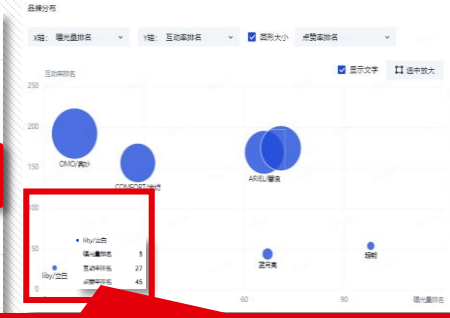 品牌分布
X轴: 曝光量排名 Y轴: 互动率排名 图形大小 点赞率排名
显示文字 选中放大
互动率排名
250
200
150
OMO/奥妙
COMFORT/金纺
ARIEL/碧浪
100
50
liby/立白
曝光量排名 3
互动率排名 27
点赞率排名 45
liby/立白
蓝月亮
超能
0
60 90 曝光量排名